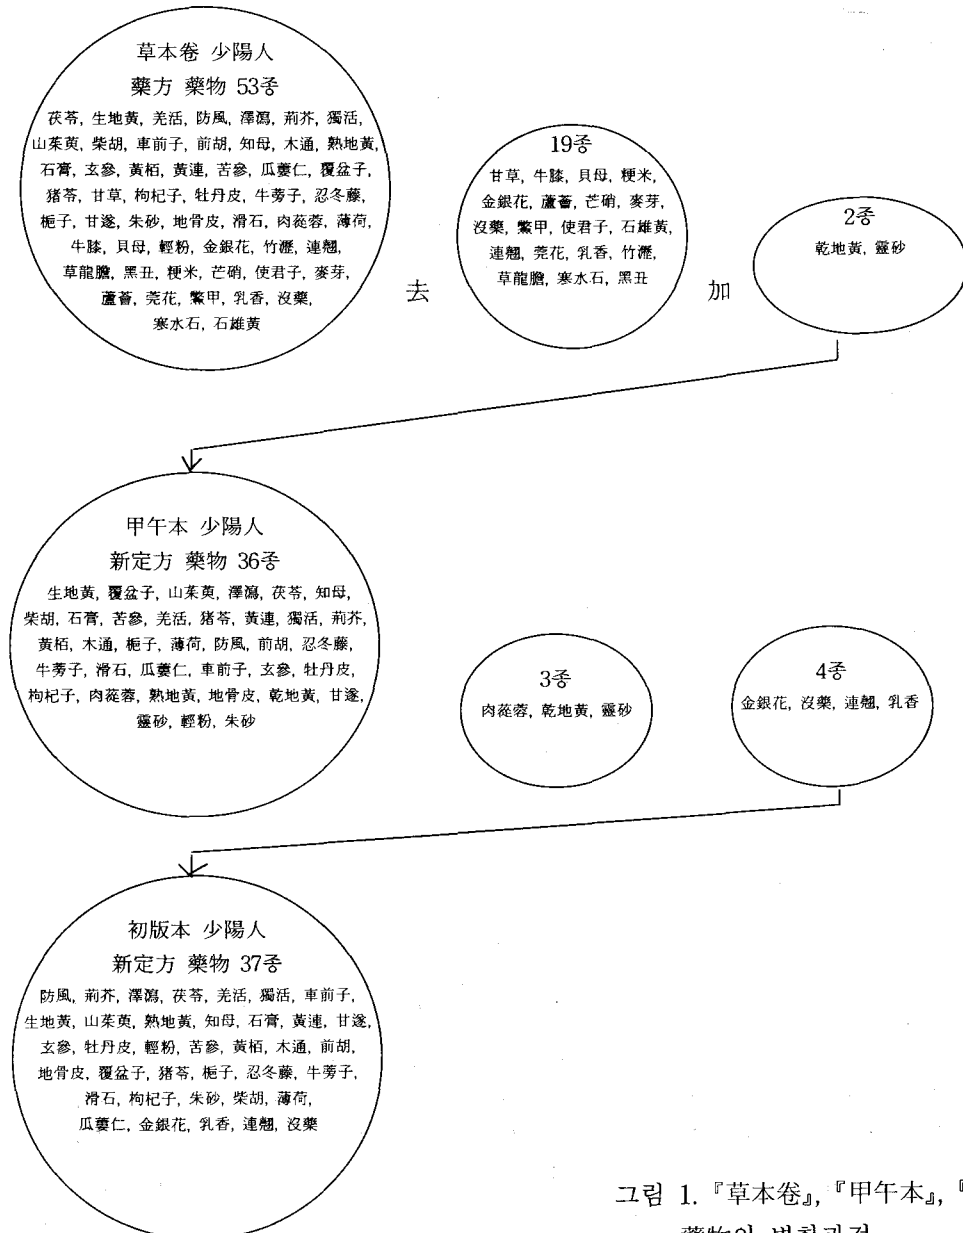 草本卷 少陽人
藥方 藥物 53종
茯苓, 生地黃, 羌活, 防風, 澤瀉, 荊芥, 獨活,
山茱萸, 柴胡, 車前子, 前胡, 知母, 木通, 熟地黃,
石膏, 玄參, 黃栢, 黃連, 苦參, 瓜蔞仁, 覆盆子,
猪苓, 甘草, 枸杞子, 牡丹皮, 牛蒡子, 忍冬藤,
梔子, 甘遂, 朱砂, 地骨皮, 滑石, 肉蓯蓉, 薄荷,
牛膝, 貝母, 輕粉, 金銀花, 竹瀝, 連翹,
草龍膽, 黑丑, 粳米, 芒硝, 使君子, 麥芽,
蘆薈, 莞花, 鱉甲, 乳香, 沒藥,
寒水石, 石雄黃
去
19종
甘草, 牛膝, 貝母, 粳米,
金銀花, 蘆薈, 芒硝, 麥芽,
沒藥, 鱉甲, 使君子, 石雄黃,
連翹, 莞花, 乳香, 竹瀝,
草龍膽, 寒水石, 黑丑
加
2종
乾地黃, 靈砂
甲午本 少陽人
新定方 藥物 36종
生地黃, 覆盆子, 山茱萸, 澤瀉, 茯苓, 知母,
柴胡, 石膏, 苦參, 羌活, 猪苓, 黃連, 獨活, 荊芥,
黃栢, 木通, 梔子, 薄荷, 防風, 前胡, 忍冬藤,
牛蒡子, 滑石, 瓜蔞仁, 車前子, 玄參, 牡丹皮,
枸杞子, 肉蓯蓉, 熟地黃, 地骨皮, 乾地黃, 甘遂,
靈砂, 輕粉, 朱砂
3종
肉蓯蓉, 乾地黃, 靈砂
4종
金銀花, 沒藥, 連翹, 乳香
初版本 少陽人
新定方 藥物 37종
防風, 荊芥, 澤瀉, 茯苓, 羌活, 獨活, 車前子,
生地黃, 山茱萸, 熟地黃, 知母, 石膏, 黃連, 甘遂,
玄參, 牡丹皮, 輕粉, 苦參, 黃栢, 木通, 前胡,
地骨皮, 覆盆子, 猪苓, 梔子, 忍冬藤, 牛蒡子,
滑石, 枸杞子, 朱砂, 柴胡, 薄荷,
瓜蔞仁, 金銀花, 乳香, 連翹, 沒藥
그림 1. 『草本卷』, 『甲午本』, 『